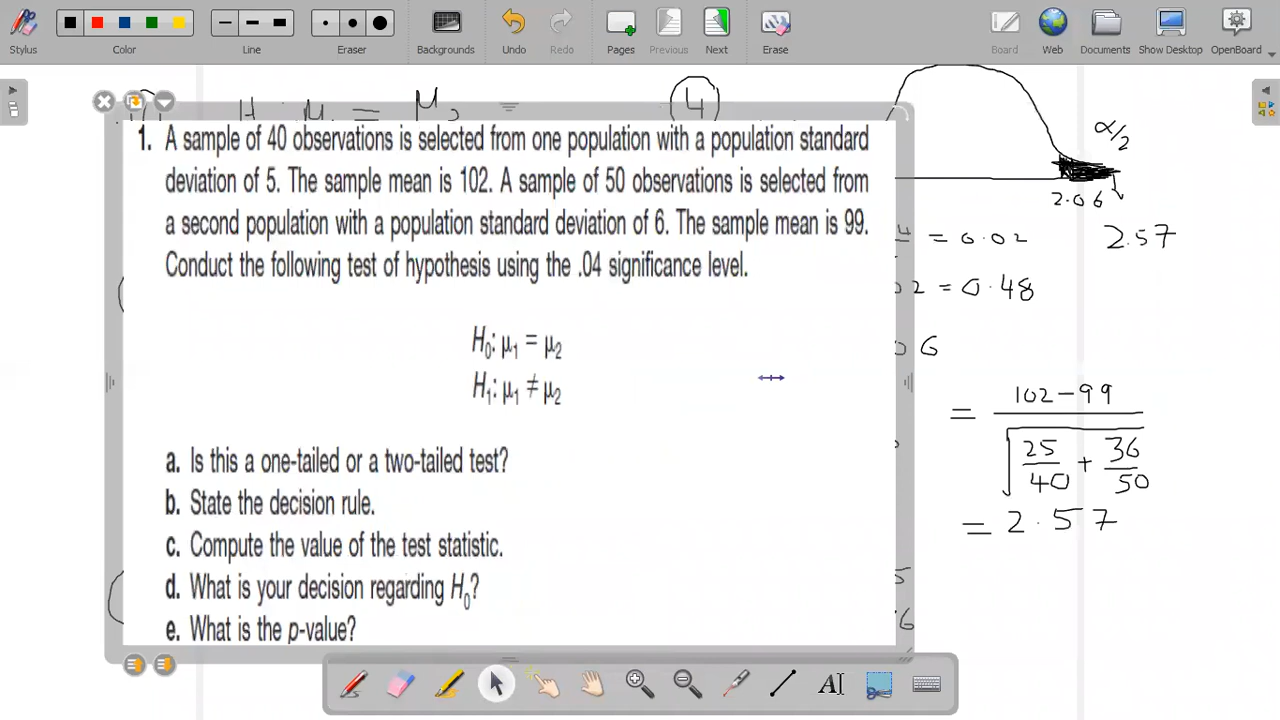 Stylus
Color
Line
Eraser
Backgrounds
Undo
Redo
Pages
Previous
Next
Erase
Board
Web
Documents
Show Desktop
OpenBoard
= μ₂
4
1. A sample of 40 observations is selected from one population with a population standard
deviation of 5. The sample mean is 102. A sample of 50 observations is selected from
a second population with a population standard deviation of 6. The sample mean is 99.
Conduct the following test of hypothesis using the .04 significance level.
H₀: μ₁ = μ₂
H₁: μ₁ ≠ μ₂
a. Is this a one-tailed or a two-tailed test?
b. State the decision rule.
c. Compute the value of the test statistic.
d. What is your decision regarding H₀?
e. What is the p-value?
α/2
2.06
2.57
= 0.02
02 = 0.48
06
= 102-99
25/40 + 36/50
= 2.57